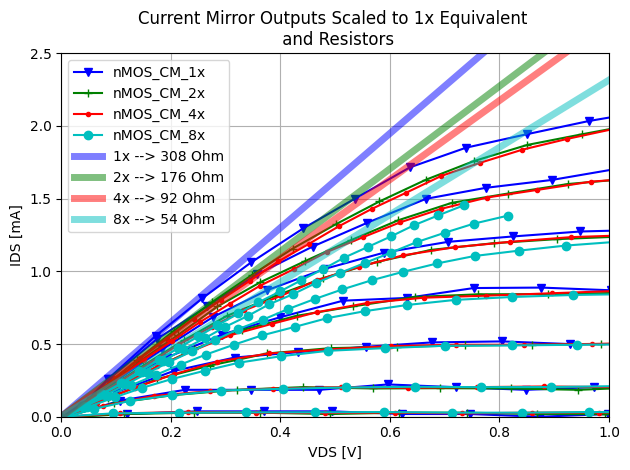 Current Mirror Outputs Scaled to 1x Equivalent
and Resistors
2.5
2.0
1.5
1.0
0.5
0.0
IDS [mA]
nMOS_CM_1x
nMOS_CM_2x
nMOS_CM_4x
nMOS_CM_8x
1x --> 308 Ohm
2x --> 176 Ohm
4x --> 92 Ohm
8x --> 54 Ohm
0.0 0.2 0.4 0.6 0.8 1.0
VDS [V]